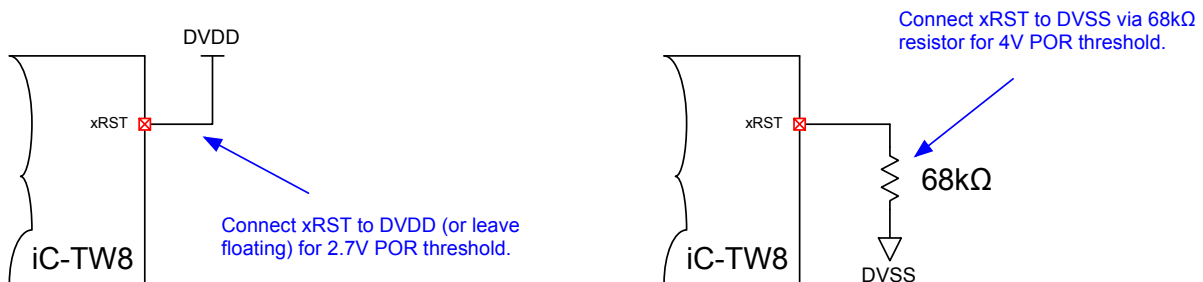 DVDD
xRST
Connect xRST to DVDD (or leave
floating) for 2.7V POR threshold.
iC-TW8
Connect xRST to DVSS via 68kΩ
resistor for 4V POR threshold.
xRST
68kΩ
iC-TW8
DVSS